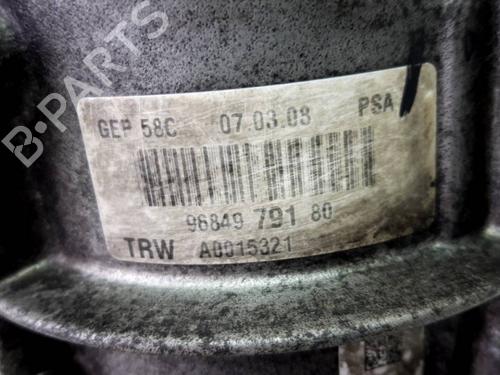 B-PARTS
GEP 58C 07.03.08 PSA
96849 791 80
TRW A0015321